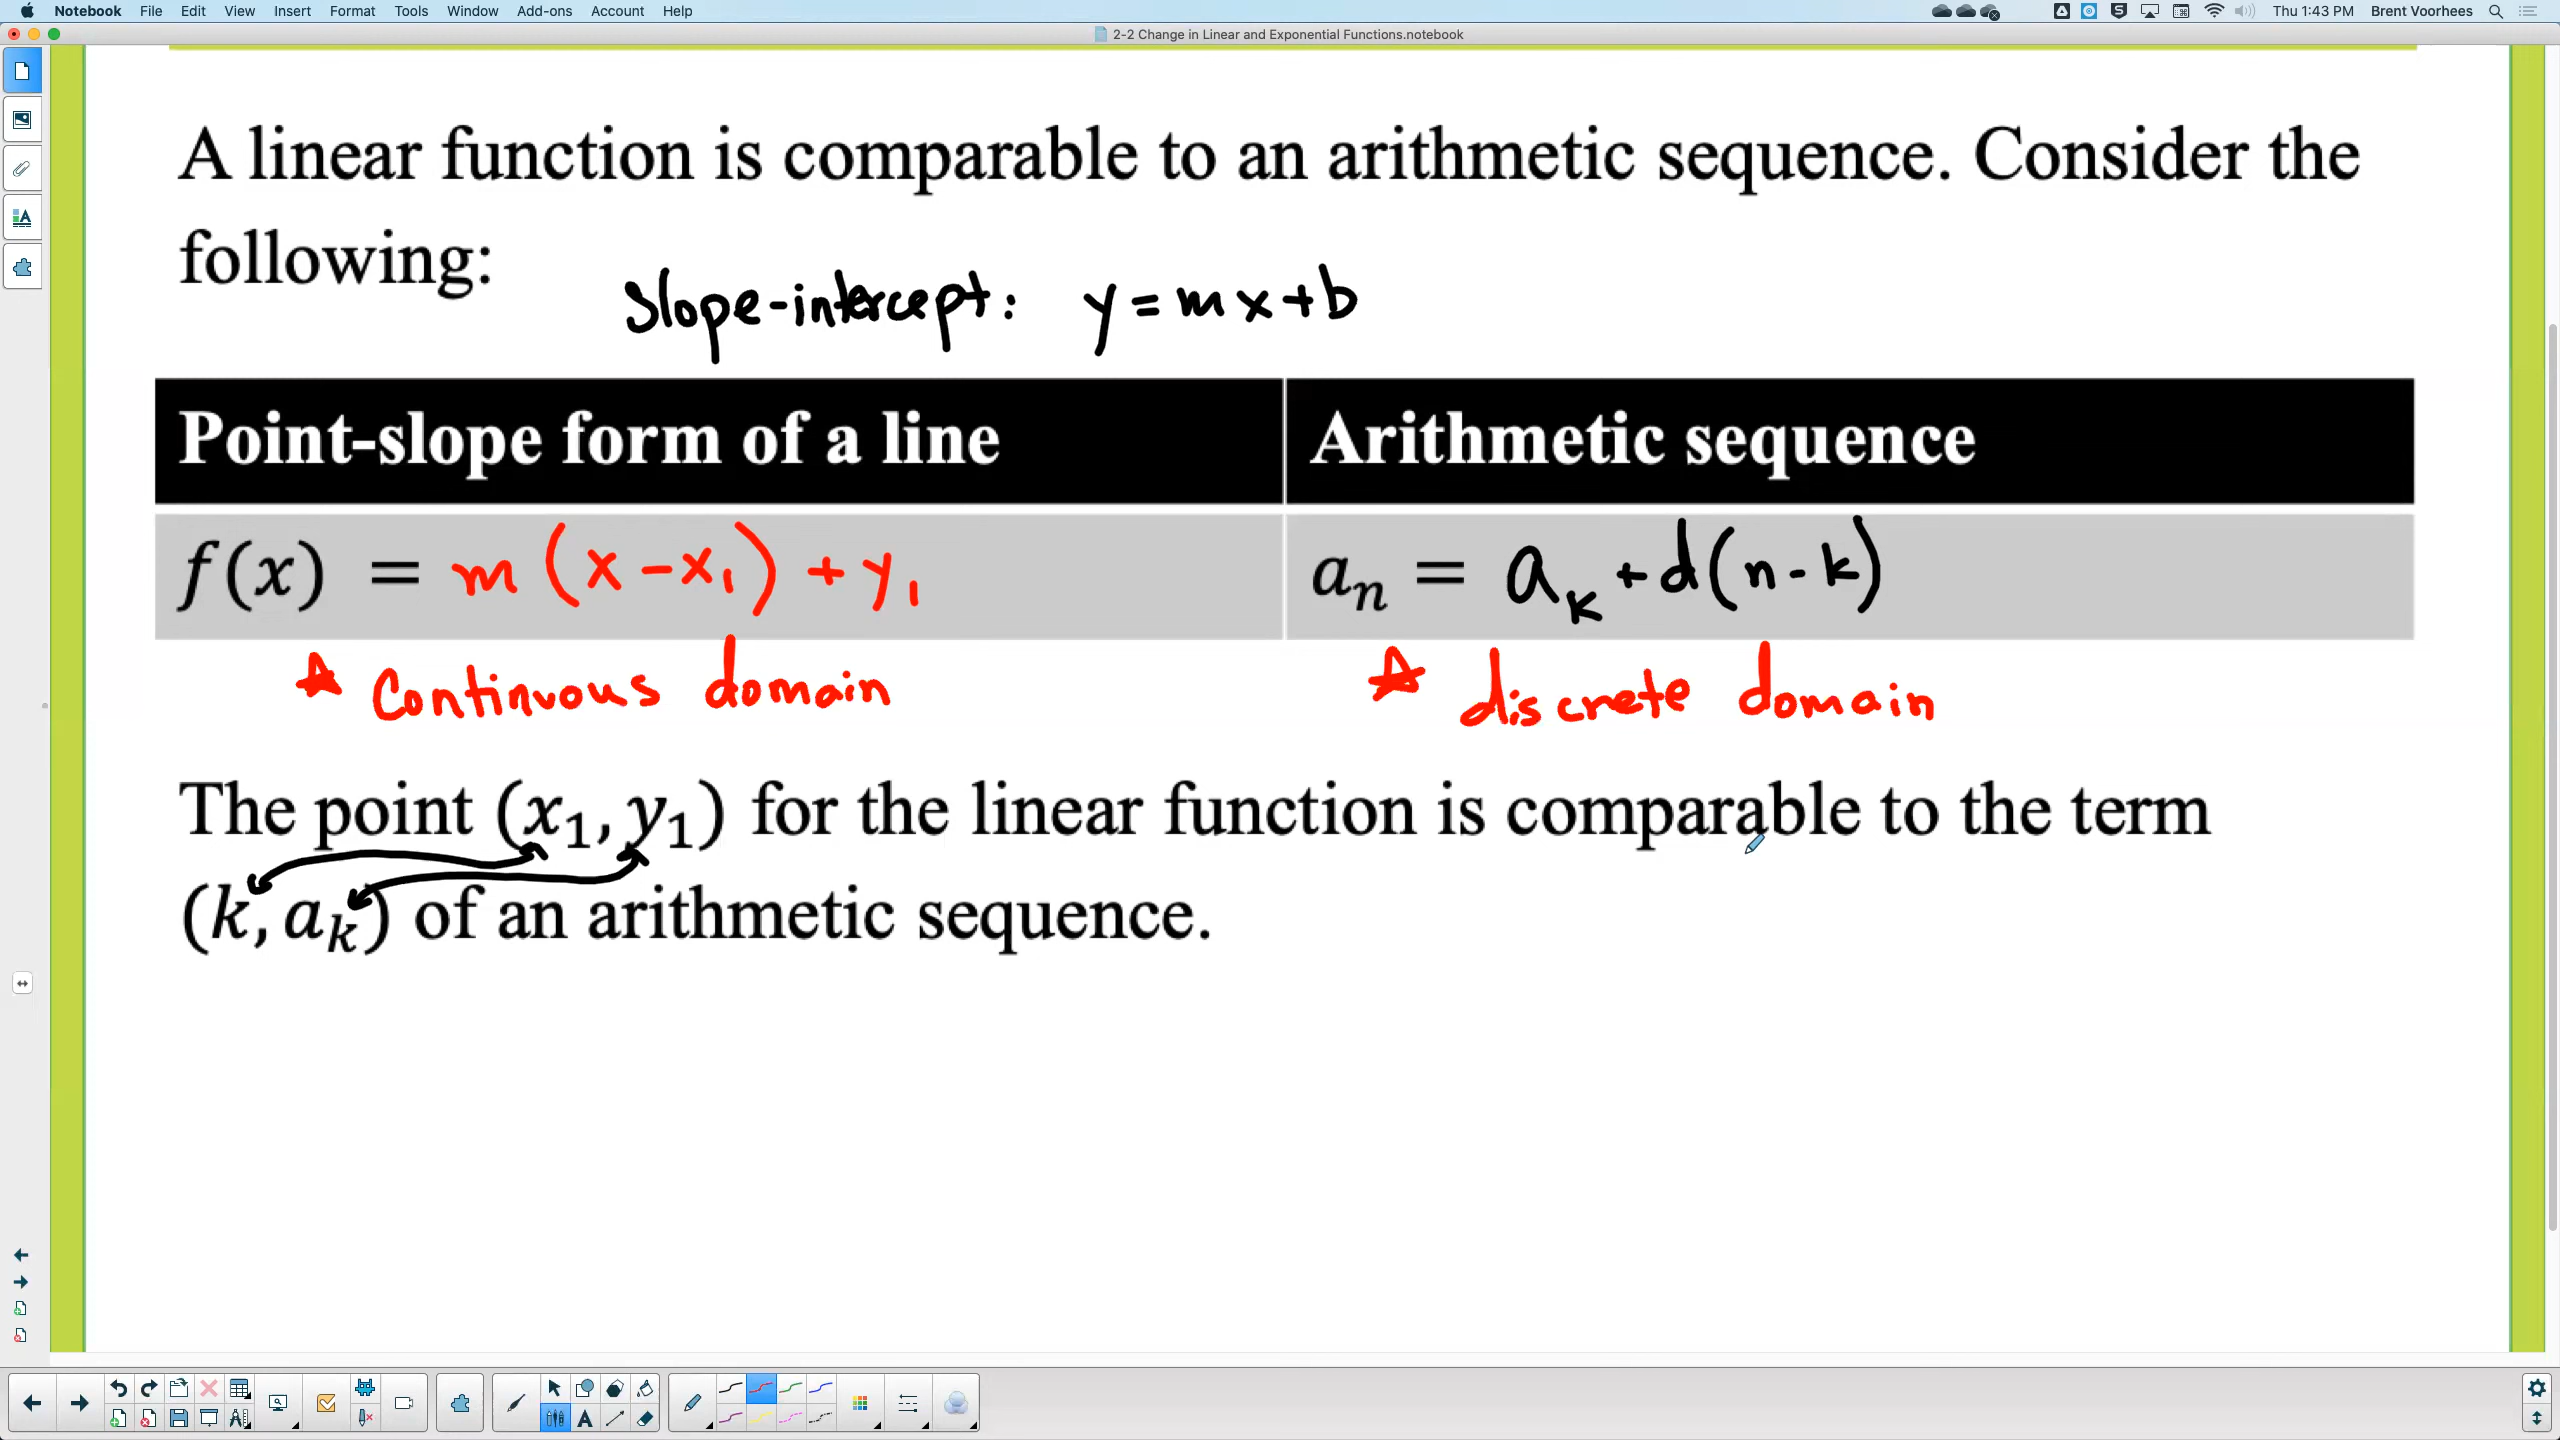 Notebook File Edit View Insert Format Tools Window Add-ons Account Help Thu 1:43 PM Brent Voorhees
2-2 Change in Linear and Exponential Functions.notebook
A linear function is comparable to an arithmetic sequence. Consider the
following:
Slope-intercept: y = mx+b
Point-slope form of a line Arithmetic sequence
f(x) = m(x-x₁)+y₁ aₙ = aₖ+d(n-k)
☆ Continuous domain ☆ discrete domain
The point (x₁, y₁) for the linear function is comparable to the term
(k, aₖ) of an arithmetic sequence.